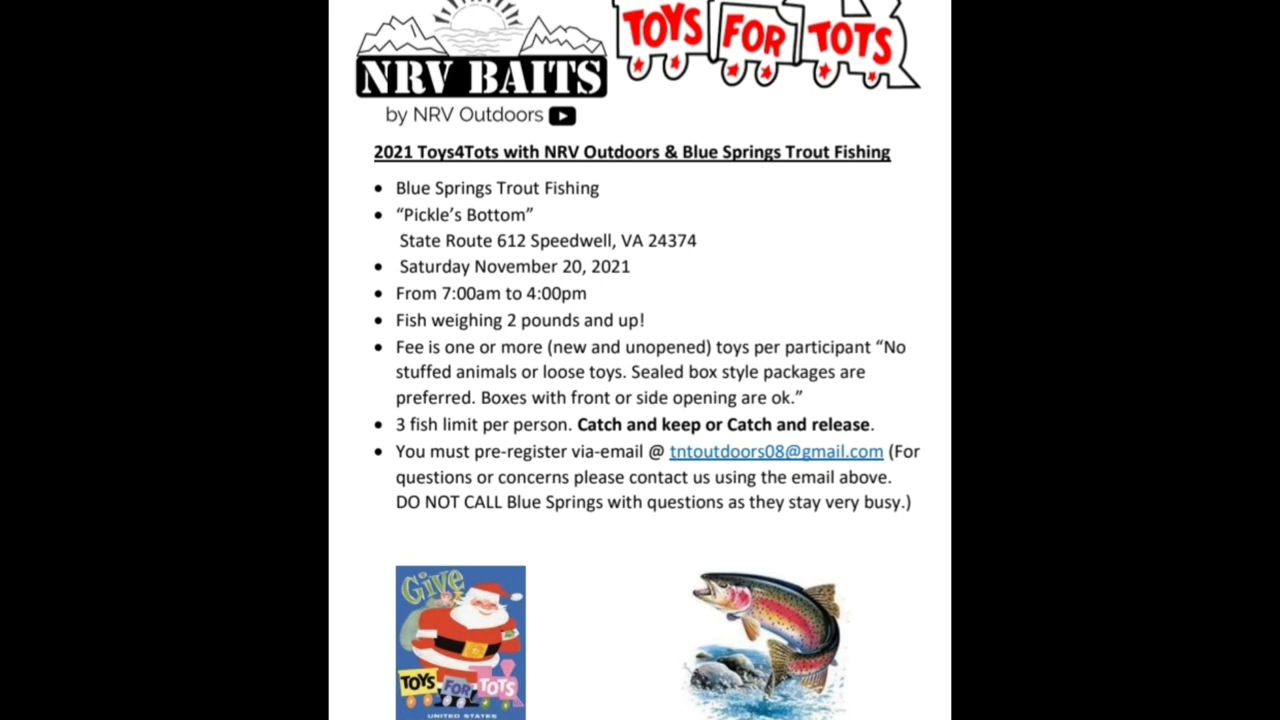 TOYS FOR TOTS
NRV BAITS
by NRV Outdoors
2021 Toys4Tots with NRV Outdoors & Blue Springs Trout Fishing
• Blue Springs Trout Fishing
• “Pickle’s Bottom”
State Route 612 Speedwell, VA 24374
• Saturday November 20, 2021
• From 7:00am to 4:00pm
• Fish weighing 2 pounds and up!
• Fee is one or more (new and unopened) toys per participant “No
stuffed animals or loose toys. Sealed box style packages are
preferred. Boxes with front or side opening are ok.”
• 3 fish limit per person. Catch and keep or Catch and release.
• You must pre-register via-email @ tntoutdoors08@gmail.com (For
questions or concerns please contact us using the email above.
DO NOT CALL Blue Springs with questions as they stay very busy.)
Give
TOYS FOR TOTS
UNITED STATES